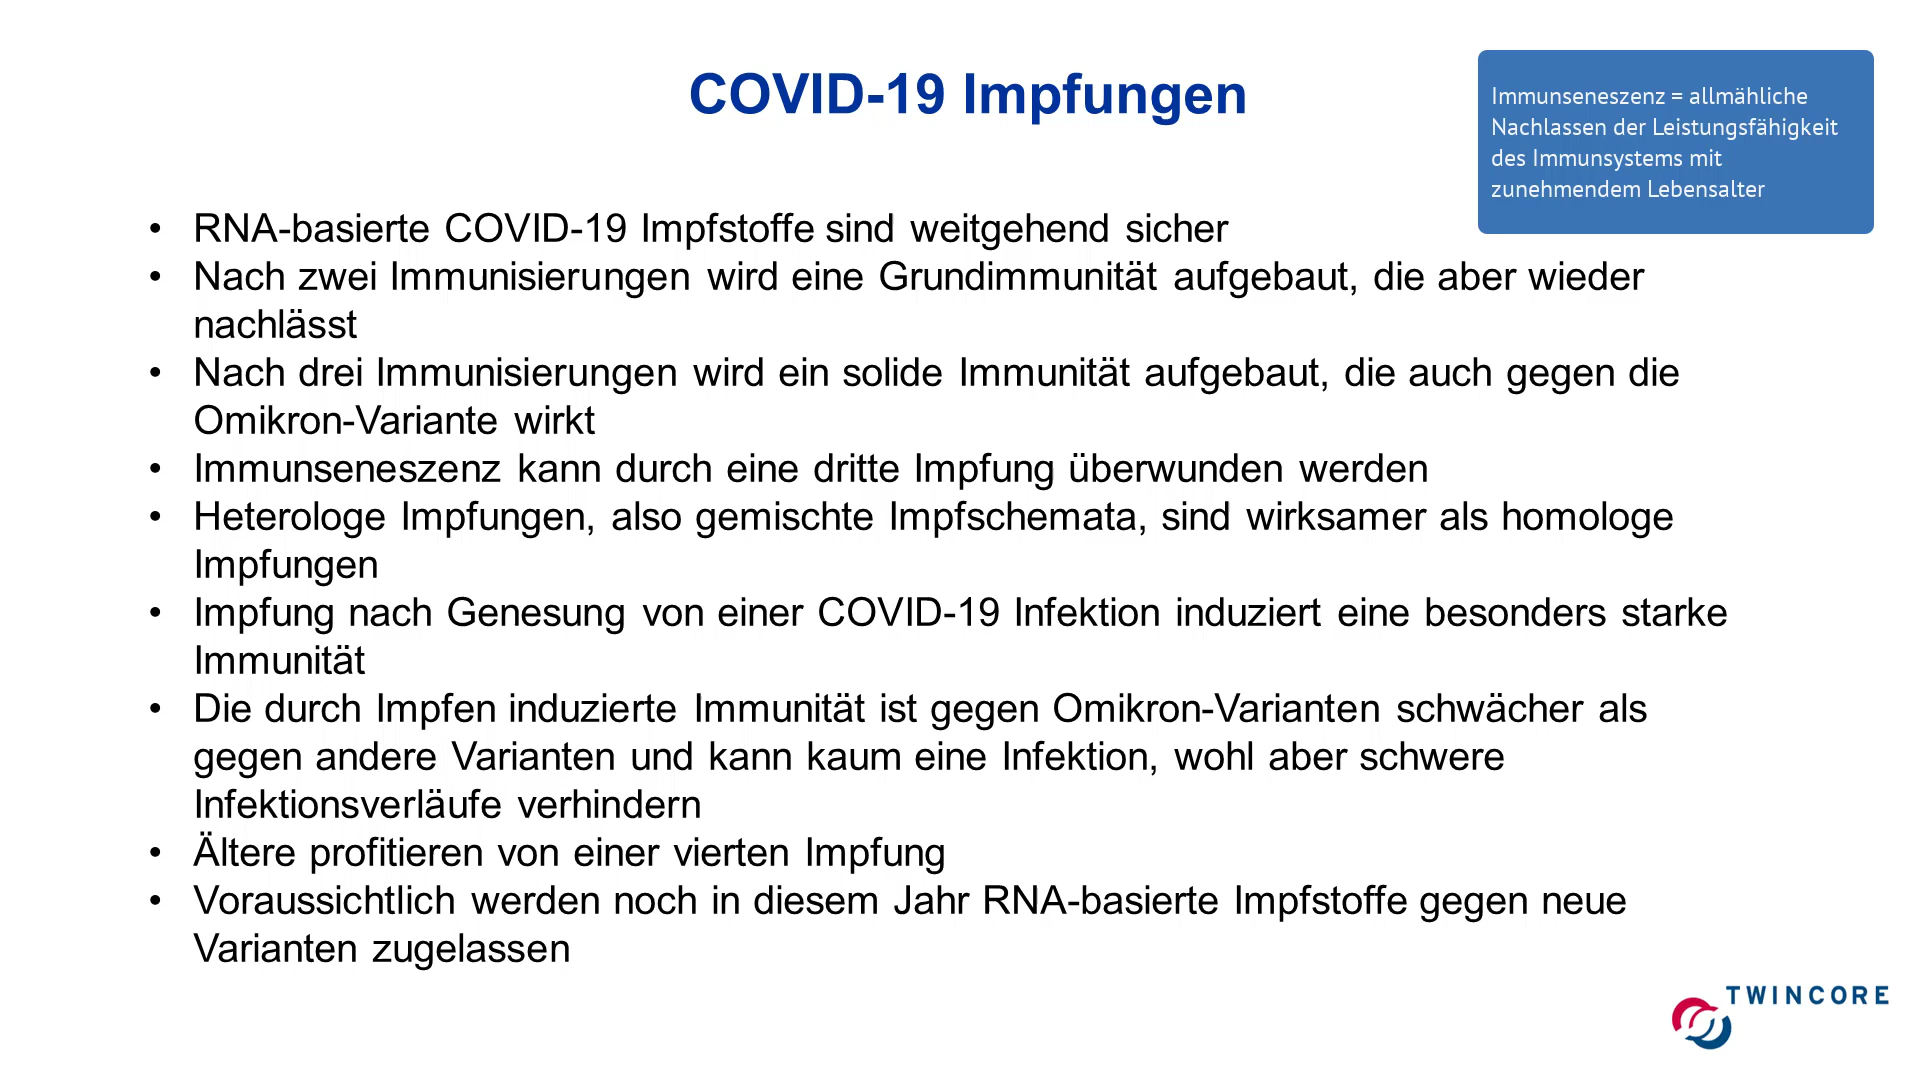 COVID-19 Impfungen
Immunseneszenz = allmähliche
Nachlassen der Leistungsfähigkeit
des Immunsystems mit
zunehmendem Lebensalter
• RNA-basierte COVID-19 Impfstoffe sind weitgehend sicher
• Nach zwei Immunisierungen wird eine Grundimmunität aufgebaut, die aber wieder
nachlässt
• Nach drei Immunisierungen wird ein solide Immunität aufgebaut, die auch gegen die
Omikron-Variante wirkt
• Immunseneszenz kann durch eine dritte Impfung überwunden werden
• Heterologe Impfungen, also gemischte Impfschemata, sind wirksamer als homologe
Impfungen
• Impfung nach Genesung von einer COVID-19 Infektion induziert eine besonders starke
Immunität
• Die durch Impfen induzierte Immunität ist gegen Omikron-Varianten schwächer als
gegen andere Varianten und kann kaum eine Infektion, wohl aber schwere
Infektionsverläufe verhindern
• Ältere profitieren von einer vierten Impfung
• Voraussichtlich werden noch in diesem Jahr RNA-basierte Impfstoffe gegen neue
Varianten zugelassen
TWINCORE